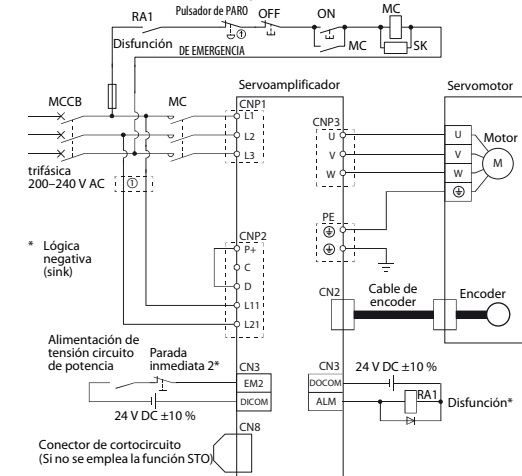 RA1
Pulsador de PARO
OFF
ON
MC
①
Disfunción
DE EMERGENCIA
MC
SK
Servoamplificador
Servomotor
MCCB
MC
CNP1
L1
L2
L3
CNP3
U
V
W
U
V
W
Motor
M
trifásica
200–240 V AC
①
PE
* Lógica
negativa
(sink)
CNP2
P+
C
D
L11
L21
CN2
Cable de
encoder
Encoder
Alimentación de
tensión circuito
de potencia
Parada
inmediata 2*
CN3
EM2
DICOM
24 V DC ±10 %
CN3
DOCOM
ALM
24 V DC ±10 %
RA1
Disfunción*
CN8
Conector de cortocircuito
(Si no se emplea la función STO)